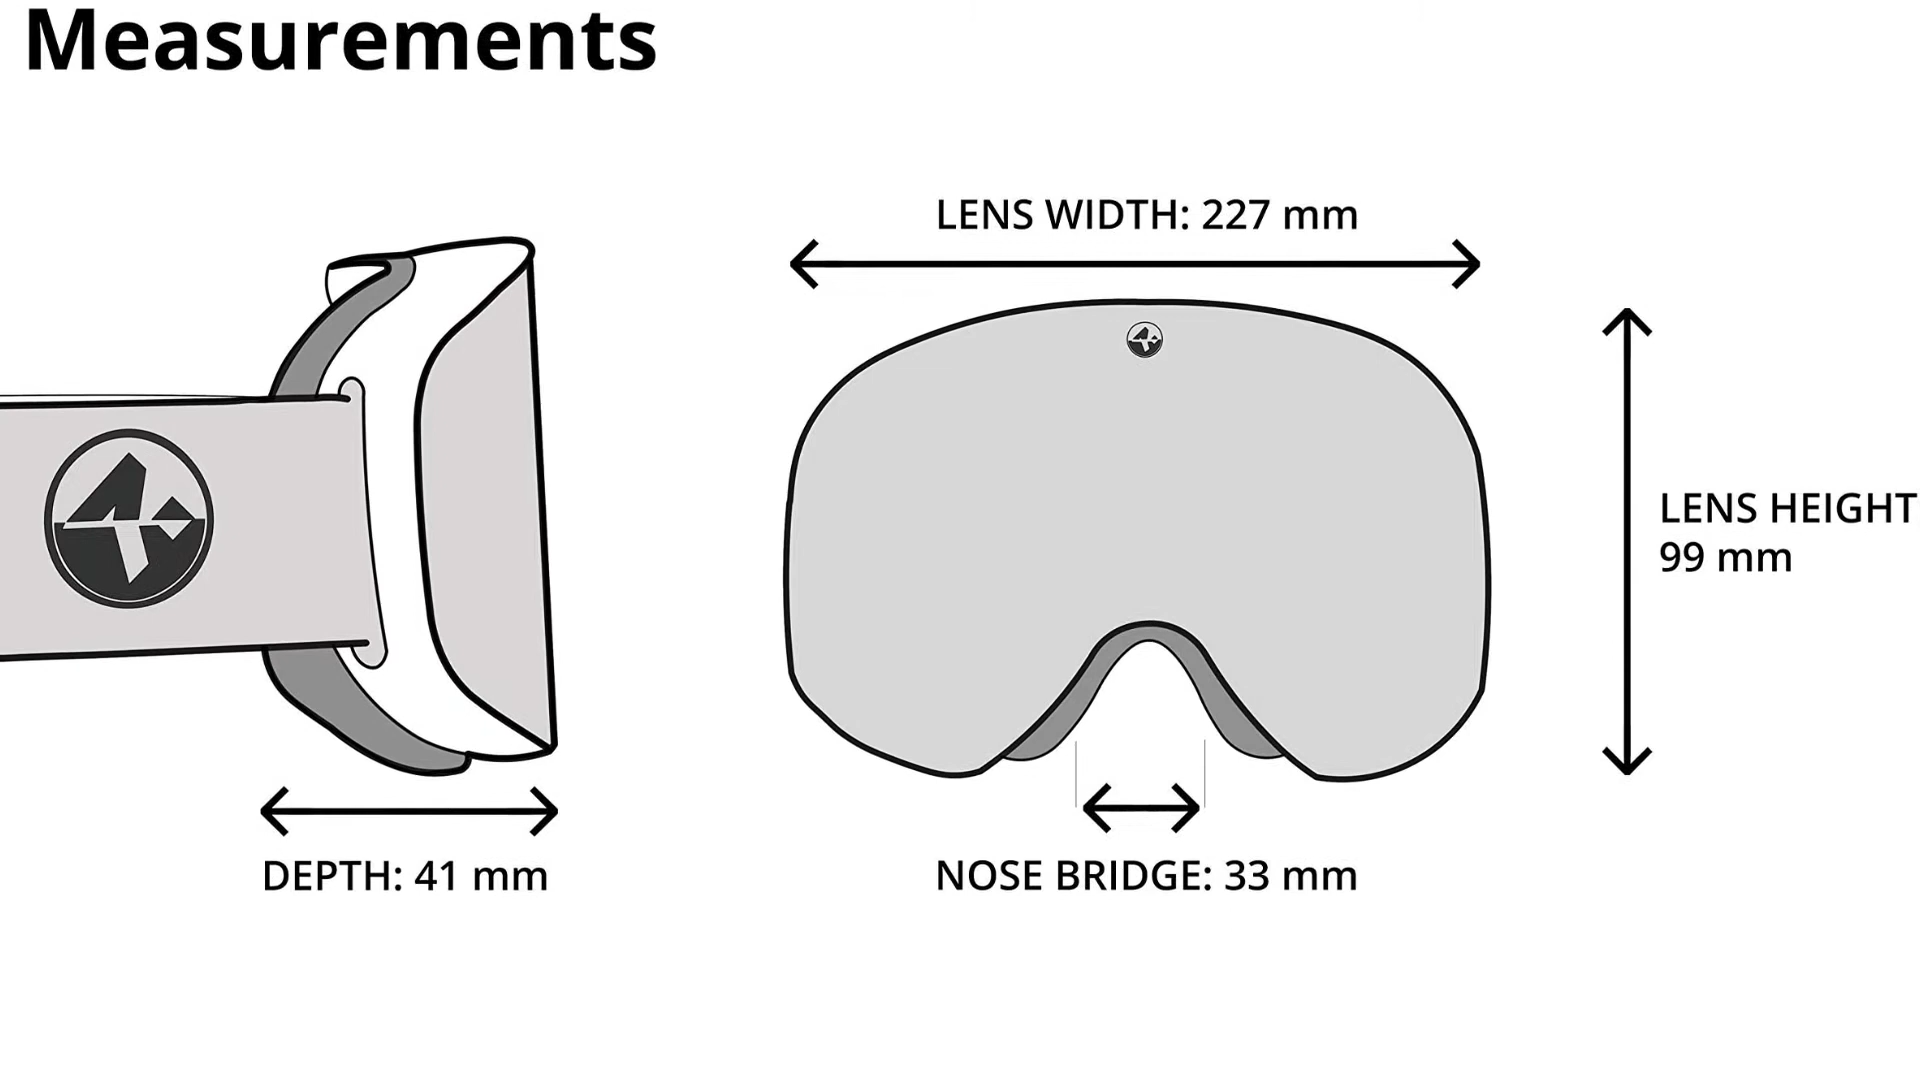 Measurements
LENS WIDTH: 227 mm
LENS HEIGHT
99 mm
DEPTH: 41 mm
NOSE BRIDGE: 33 mm